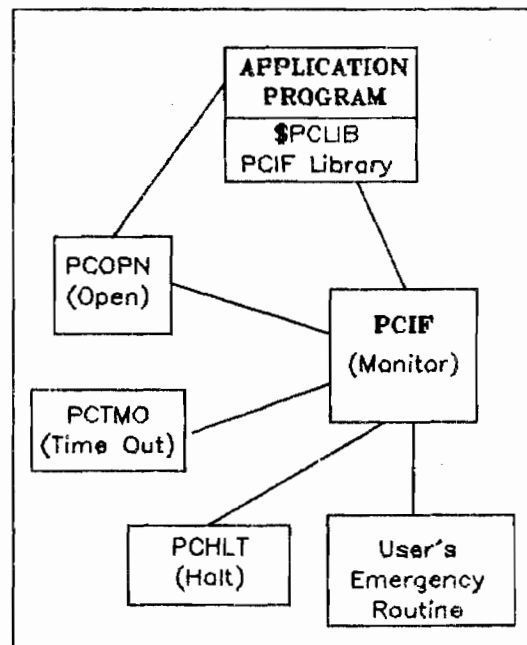 APPLICATION
PROGRAM
$PCLIB
PCIF Library
PCOPN
(Open)
PCIF
(Monitor)
PCTMO
(Time Out)
PCHLT
(Halt)
User's
Emergency
Routine